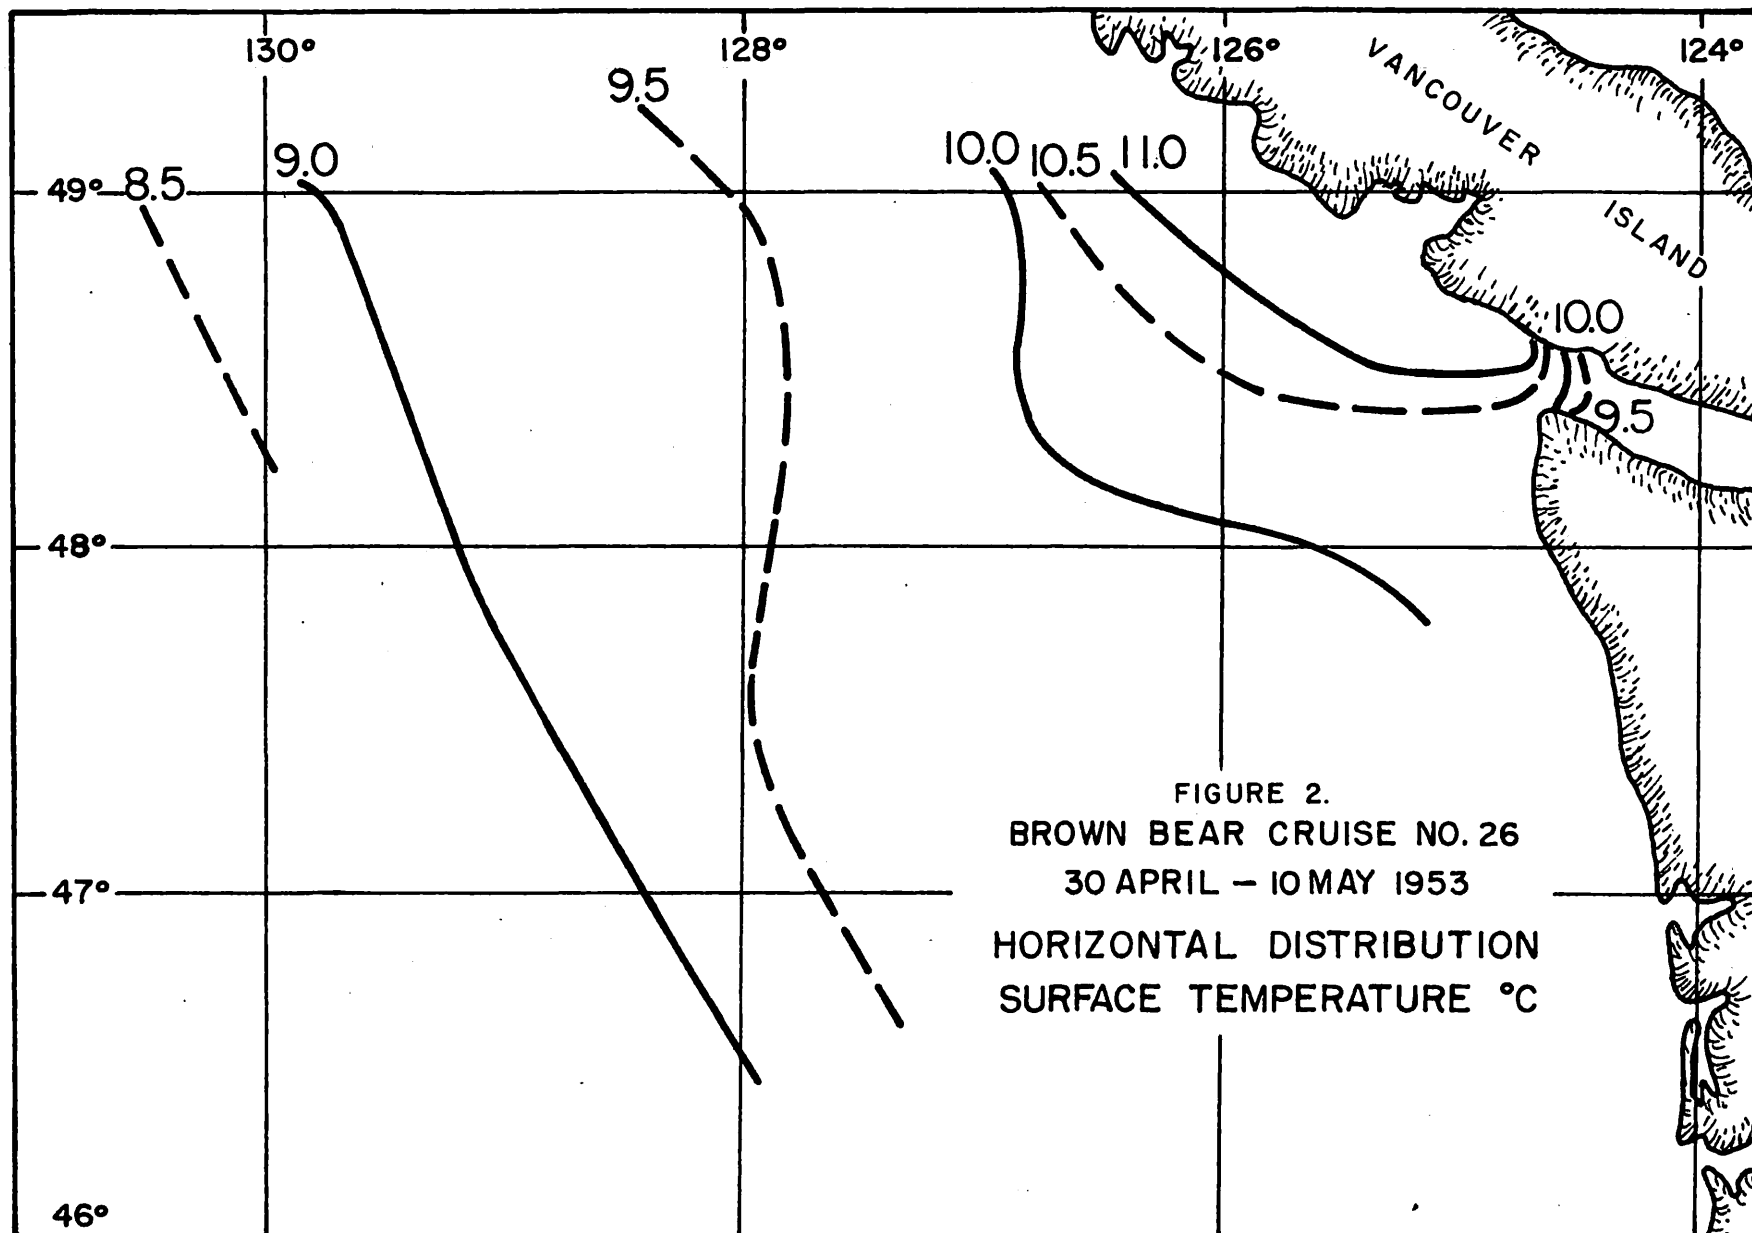 130° 128° 126° 124°
VANCOUVER
ISLAND
9.5
9.0
10.0 10.5 11.0
49° 8.5
10.0
9.5
48°
FIGURE 2.
BROWN BEAR CRUISE NO. 26
30 APRIL – 10 MAY 1953
47°
HORIZONTAL DISTRIBUTION
SURFACE TEMPERATURE °C
46°